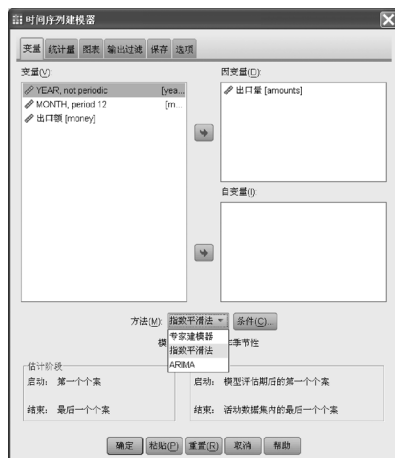 时间序列建模器
变量 统计量 图表 输出过滤 保存 选项
变量(V):
因变量(D):
YEAR, not periodic [yea...
MONTH, period 12 [m...
出口额 [money]
出口量 [amounts]
自变量(I):
方法(M): 指数平滑法 条件(C)...
专家建模器
指数平滑法
ARIMA
模
季节性
估计阶段
启动: 第一个个案
结束: 最后一个个案
启动: 模型评估期后的第一个个案
结束: 活动数据集内的最后一个个案
确定 粘贴(P) 重置(R) 取消 帮助